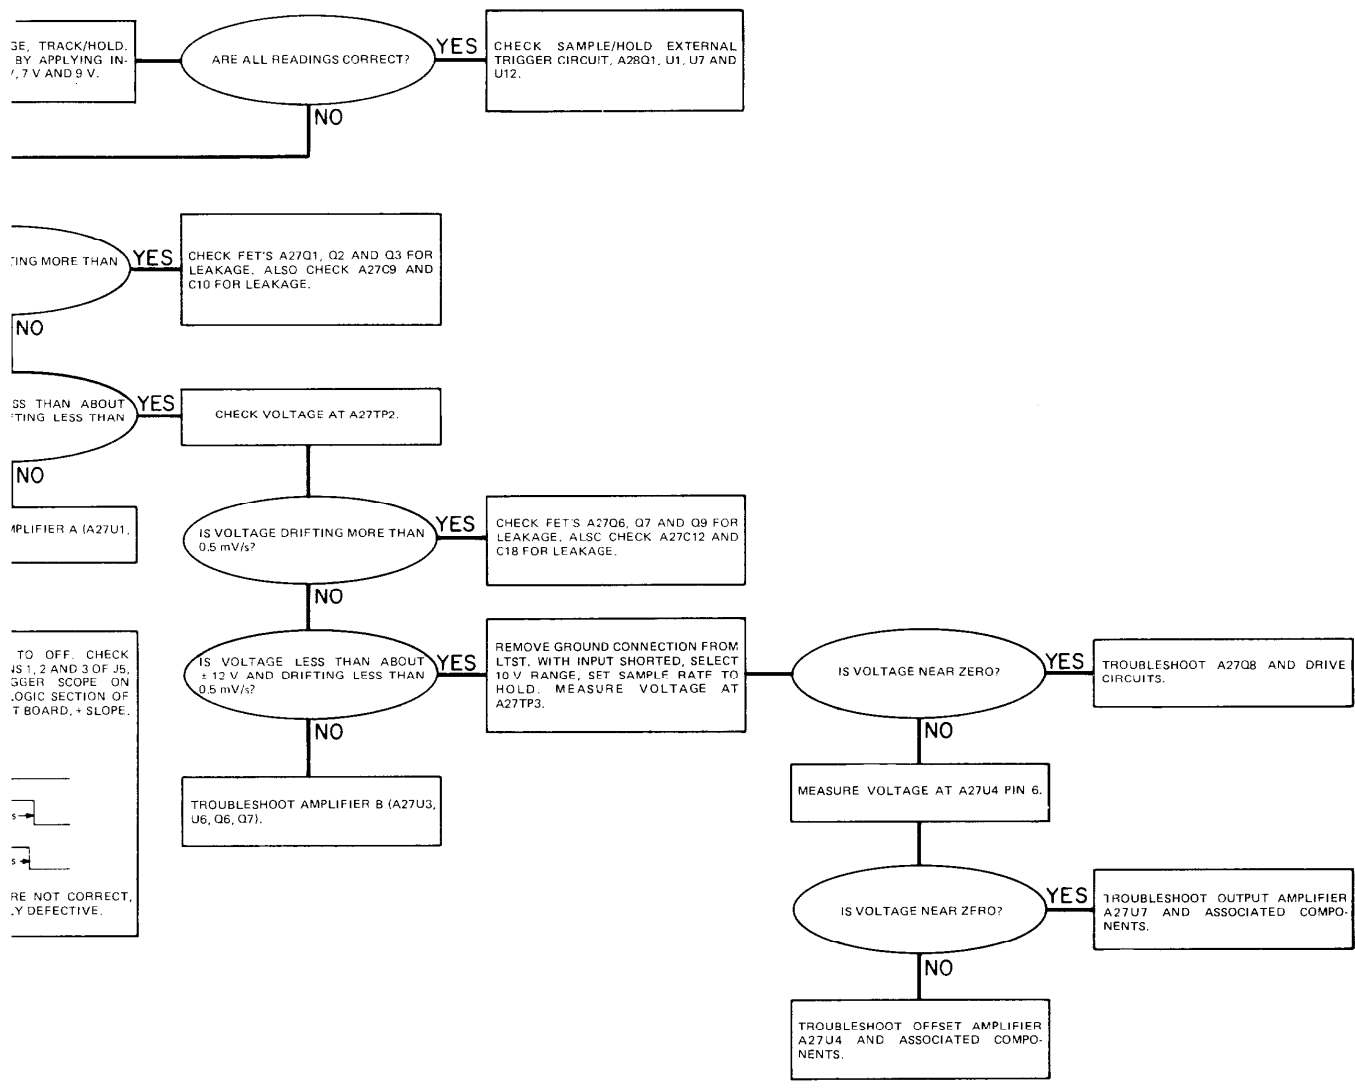 GE, TRACK/HOLD.
BY APPLYING IN-
, 7 V AND 9 V.
ARE ALL READINGS CORRECT?
YES
CHECK SAMPLE/HOLD EXTERNAL
TRIGGER CIRCUIT, A28Q1, U1, U7 AND
U12.
NO
TING MORE THAN
YES
CHECK FET'S A27Q1, Q2 AND Q3 FOR
LEAKAGE. ALSO CHECK A27C9 AND
C10 FOR LEAKAGE.
NO
SS THAN ABOUT
FTING LESS THAN
YES
CHECK VOLTAGE AT A27TP2.
NO
MPLIFIER A (A27U1,
IS VOLTAGE DRIFTING MORE THAN
0.5 mV/s?
YES
CHECK FET'S A27Q6, Q7 AND Q9 FOR
LEAKAGE, ALSC CHECK A27C12 AND
C18 FOR LEAKAGE.
NO
TO OFF. CHECK
NS 1, 2 AND 3 OF J5,
GGER SCOPE ON
LOGIC SECTION OF
T BOARD, + SLOPE.
s
s
RE NOT CORRECT,
LY DEFECTIVE.
IS VOLTAGE LESS THAN ABOUT
± 12 V AND DRIFTING LESS THAN
0.5 mV/s?
YES
REMOVE GROUND CONNECTION FROM
LTST. WITH INPUT SHORTED, SELECT
10 V RANGE, SET SAMPLE RATE TO
HOLD. MEASURE VOLTAGE AT
A27TP3.
NO
TROUBLESHOOT AMPLIFIER B (A27U3,
U6, Q6, Q7).
IS VOLTAGE NEAR ZERO?
YES
TROUBLESHOOT A27Q8 AND DRIVE
CIRCUITS.
NO
MEASURE VOLTAGE AT A27U4 PIN 6.
IS VOLTAGE NEAR ZERO?
YES
TROUBLESHOOT OUTPUT AMPLIFIER
A27U7 AND ASSOCIATED COMPO-
NENTS.
NO
TROUBLESHOOT OFFSET AMPLIFIER
A27U4 AND ASSOCIATED COMPO-
NENTS.